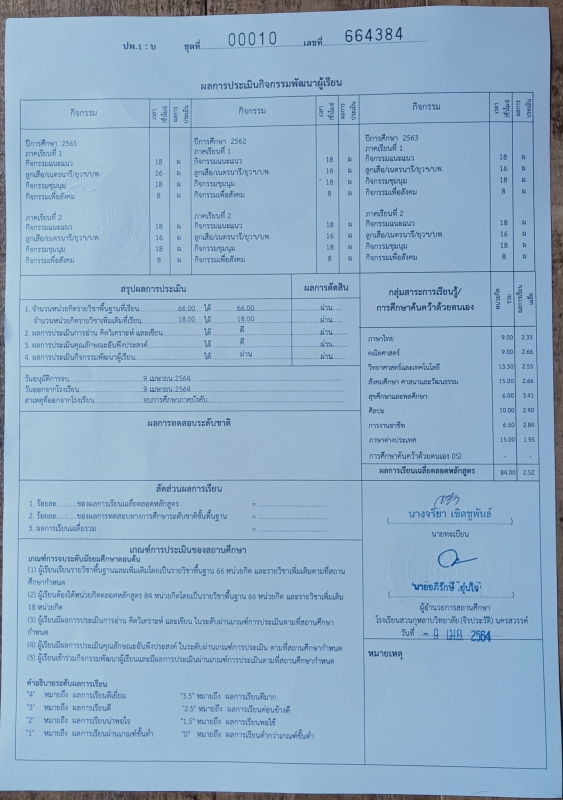 ปพ.1 : บ ชุดที่ 00010 เลขที่ 664384
ผลการประเมินกิจกรรมพัฒนาผู้เรียน
กิจกรรม เวลา (ชั่วโมง) ผลการประเมิน กิจกรรม เวลา (ชั่วโมง) ผลการประเมิน กิจกรรม เวลา (ชั่วโมง) ผลการประเมิน
ปีการศึกษา 2561 ปีการศึกษา 2562 ปีการศึกษา 2563
ภาคเรียนที่ 1 ภาคเรียนที่ 1 ภาคเรียนที่ 1
กิจกรรมแนะแนว 18 ผ กิจกรรมแนะแนว 18 ผ กิจกรรมแนะแนว 18 ผ
ลูกเสือ/เนตรนารี/ยุวฯ/บพ. 16 ผ ลูกเสือ/เนตรนารี/ยุวฯ/บพ. 16 ผ ลูกเสือ/เนตรนารี/ยุวฯ/บพ. 16 ผ
กิจกรรมชุมนุม 18 ผ กิจกรรมชุมนุม 18 ผ กิจกรรมชุมนุม 18 ผ
กิจกรรมเพื่อสังคม 8 ผ กิจกรรมเพื่อสังคม 8 ผ กิจกรรมเพื่อสังคม 8 ผ
ภาคเรียนที่ 2 ภาคเรียนที่ 2 ภาคเรียนที่ 2
กิจกรรมแนะแนว 18 ผ กิจกรรมแนะแนว 18 ผ กิจกรรมแนะแนว 18 ผ
ลูกเสือ/เนตรนารี/ยุวฯ/บพ. 16 ผ ลูกเสือ/เนตรนารี/ยุวฯ/บพ. 16 ผ ลูกเสือ/เนตรนารี/ยุวฯ/บพ. 16 ผ
กิจกรรมชุมนุม 18 ผ กิจกรรมชุมนุม 18 ผ กิจกรรมชุมนุม 18 ผ
กิจกรรมเพื่อสังคม 8 ผ กิจกรรมเพื่อสังคม 8 ผ กิจกรรมเพื่อสังคม 8 ผ
สรุปผลการประเมิน ผลการตัดสิน
1. จำนวนหน่วยกิตรายวิชาพื้นฐานที่เรียน 66.00 ได้ 66.00 ผ่าน
จำนวนหน่วยกิตรายวิชาเพิ่มเติมที่เรียน 18.00 ได้ 18.00 ผ่าน
2. ผลการประเมินการอ่าน คิดวิเคราะห์ และเขียน ได้ ดี ผ่าน
3. ผลการประเมินคุณลักษณะอันพึงประสงค์ ได้ ดี ผ่าน
4. ผลการประเมินกิจกรรมพัฒนาผู้เรียน ได้ ผ่าน ผ่าน
วันอนุมัติการจบ 9 เมษายน 2564
วันออกจากโรงเรียน 9 เมษายน 2564
สาเหตุที่ออกจากโรงเรียน จบการศึกษาภาคบังคับ
ผลการทดสอบระดับชาติ
กลุ่มสาระการเรียนรู้/ หน่วยกิตรวม ผลการเรียนเฉลี่ย
การศึกษาค้นคว้าด้วยตนเอง
ภาษาไทย 9.00 2.33
คณิตศาสตร์ 9.00 2.66
วิทยาศาสตร์และเทคโนโลยี 13.50 2.55
สังคมศึกษา ศาสนาและวัฒนธรรม 15.00 2.66
สุขศึกษาและพลศึกษา 6.00 3.41
ศิลปะ 10.00 2.40
การงานอาชีพ 6.50 2.84
ภาษาต่างประเทศ 15.00 1.95
การศึกษาค้นคว้าด้วยตนเอง (IS) - -
ผลการเรียนเฉลี่ยตลอดหลักสูตร 84.00 2.52
สัดส่วนผลการเรียน
1. ร้อยละ ของผลการเรียนเฉลี่ยตลอดหลักสูตร =
2. ร้อยละ ของผลการทดสอบทางการศึกษาระดับชาติขั้นพื้นฐาน =
3. ผลการเรียนเฉลี่ยรวม =
เกณฑ์การประเมินของสถานศึกษา
เกณฑ์การจบระดับมัธยมศึกษาตอนต้น
(1) ผู้เรียนเรียนรายวิชาพื้นฐานและเพิ่มเติมโดยเป็นรายวิชาพื้นฐาน 66 หน่วยกิต และรายวิชาเพิ่มเติมตามที่สถาน
ศึกษากำหนด
(2) ผู้เรียนต้องได้หน่วยกิตตลอดหลักสูตร 84 หน่วยกิตโดยเป็นรายวิชาพื้นฐาน 66 หน่วยกิต และรายวิชาเพิ่มเติม
18 หน่วยกิต
(3) ผู้เรียนมีผลการประเมินการอ่าน คิดวิเคราะห์ และเขียน ในระดับผ่านเกณฑ์การประเมินตามที่สถานศึกษา
กำหนด
(4) ผู้เรียนมีผลการประเมินคุณลักษณะอันพึงประสงค์ ในระดับผ่านเกณฑ์การประเมิน ตามที่สถานศึกษากำหนด
(5) ผู้เรียนเข้าร่วมกิจกรรมพัฒนาผู้เรียนและมีผลการประเมินผ่านเกณฑ์การประเมินตามที่สถานศึกษากำหนด
คำอธิบายระดับผลการเรียน
"4" หมายถึง ผลการเรียนดีเยี่ยม "3.5" หมายถึง ผลการเรียนดีมาก
"3" หมายถึง ผลการเรียนดี "2.5" หมายถึง ผลการเรียนค่อนข้างดี
"2" หมายถึง ผลการเรียนน่าพอใจ "1.5" หมายถึง ผลการเรียนพอใช้
"1" หมายถึง ผลการเรียนผ่านเกณฑ์ขั้นต่ำ "0" หมายถึง ผลการเรียนต่ำกว่าเกณฑ์ขั้นต่ำ
(นางจริยา เชิดชูพันธ์)
นายทะเบียน
(นายอภิรักษ์ อุ่นใจ)
ผู้อำนวยการสถานศึกษา
โรงเรียนสวนกุหลาบวิทยาลัย (จิรประวัติ) นครสวรรค์
วันที่ - 9 เม.ย. 2564
หมายเหตุ